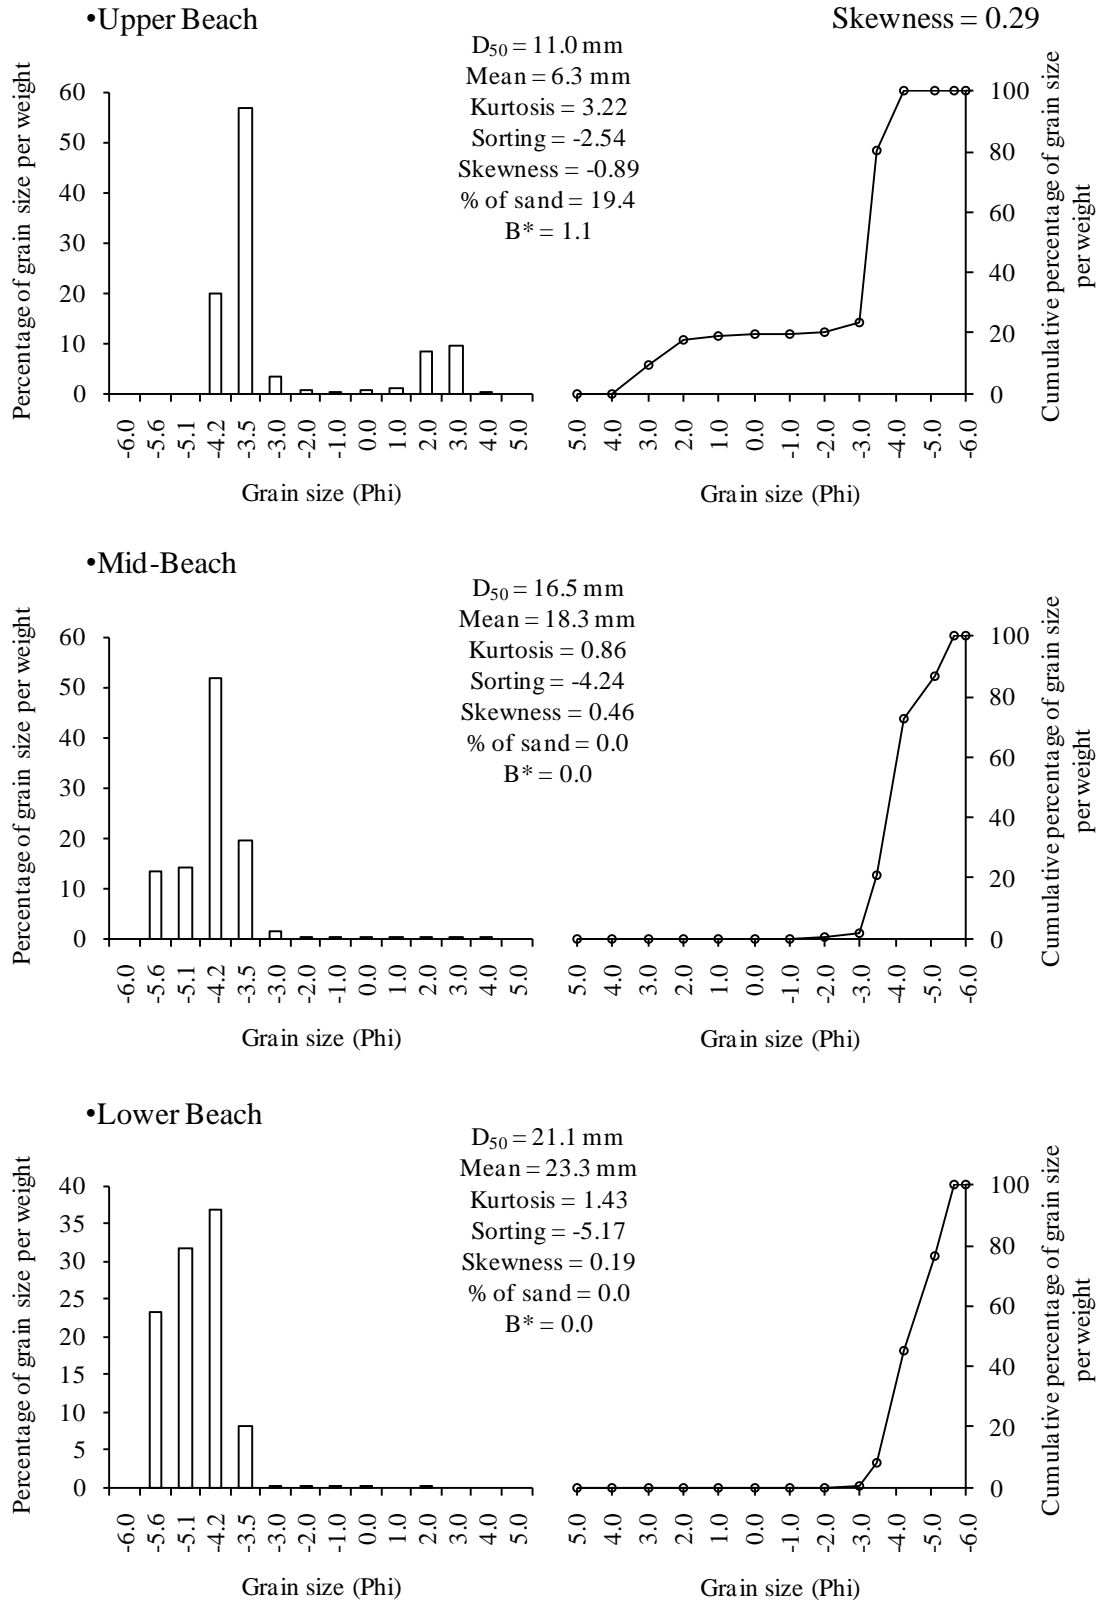 •Upper Beach
Skewness = 0.29
D50 = 11.0 mm
Mean = 6.3 mm
Kurtosis = 3.22
Sorting = -2.54
Skewness = -0.89
% of sand = 19.4
B* = 1.1
Percentage of grain size per weight
60
50
40
30
20
10
0
-6.0 -5.6 -5.1 -4.2 -3.5 -3.0 -2.0 -1.0 0.0 1.0 2.0 3.0 4.0 5.0
Grain size (Phi)
100
80
60
40
20
0
Cumulative percentage of grain size
per weight
5.0 4.0 3.0 2.0 1.0 0.0 -1.0 -2.0 -3.0 -4.0 -5.0 -6.0
Grain size (Phi)
•Mid-Beach
D50 = 16.5 mm
Mean = 18.3 mm
Kurtosis = 0.86
Sorting = -4.24
Skewness = 0.46
% of sand = 0.0
B* = 0.0
Percentage of grain size per weight
60
50
40
30
20
10
0
-6.0 -5.6 -5.1 -4.2 -3.5 -3.0 -2.0 -1.0 0.0 1.0 2.0 3.0 4.0 5.0
Grain size (Phi)
100
80
60
40
20
0
Cumulative percentage of grain size
per weight
5.0 4.0 3.0 2.0 1.0 0.0 -1.0 -2.0 -3.0 -4.0 -5.0 -6.0
Grain size (Phi)
•Lower Beach
D50 = 21.1 mm
Mean = 23.3 mm
Kurtosis = 1.43
Sorting = -5.17
Skewness = 0.19
% of sand = 0.0
B* = 0.0
Percentage of grain size per weight
40
35
30
25
20
15
10
5
0
-6.0 -5.6 -5.1 -4.2 -3.5 -3.0 -2.0 -1.0 0.0 1.0 2.0 3.0 4.0 5.0
Grain size (Phi)
100
80
60
40
20
0
Cumulative percentage of grain size
per weight
5.0 4.0 3.0 2.0 1.0 0.0 -1.0 -2.0 -3.0 -4.0 -5.0 -6.0
Grain size (Phi)